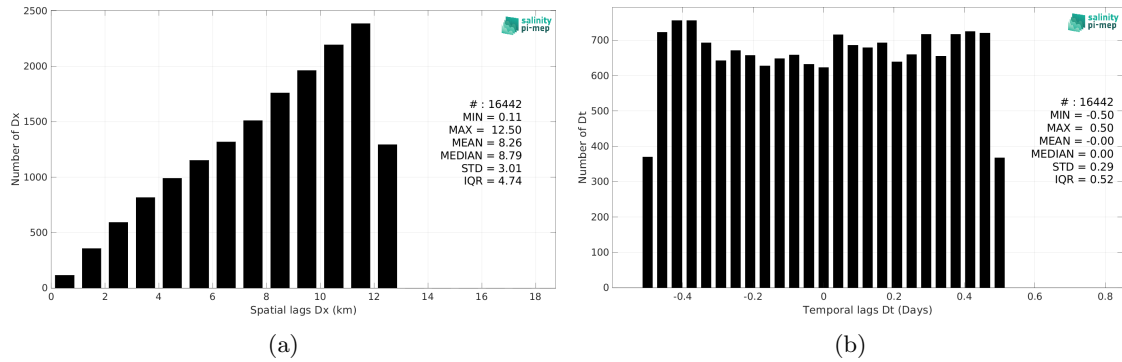 2500
2000
1500
1000
500
0
0
2
4
6
8
10
12
14
16
18
Number of Dx
Spatial lags Dx (km)
salinity
pi-mep
# : 16442
MIN = 0.11
MAX = 12.50
MEAN = 8.26
MEDIAN = 8.79
STD = 3.01
IQR = 4.74
(a)
700
600
500
400
300
200
100
0
-0.4
-0.2
0
0.2
0.4
0.6
0.8
Number of Dt
Temporal lags Dt (Days)
salinity
pi-mep
# : 16442
MIN = -0.50
MAX = 0.50
MEAN = -0.00
MEDIAN = 0.00
STD = 0.29
IQR = 0.52
(b)